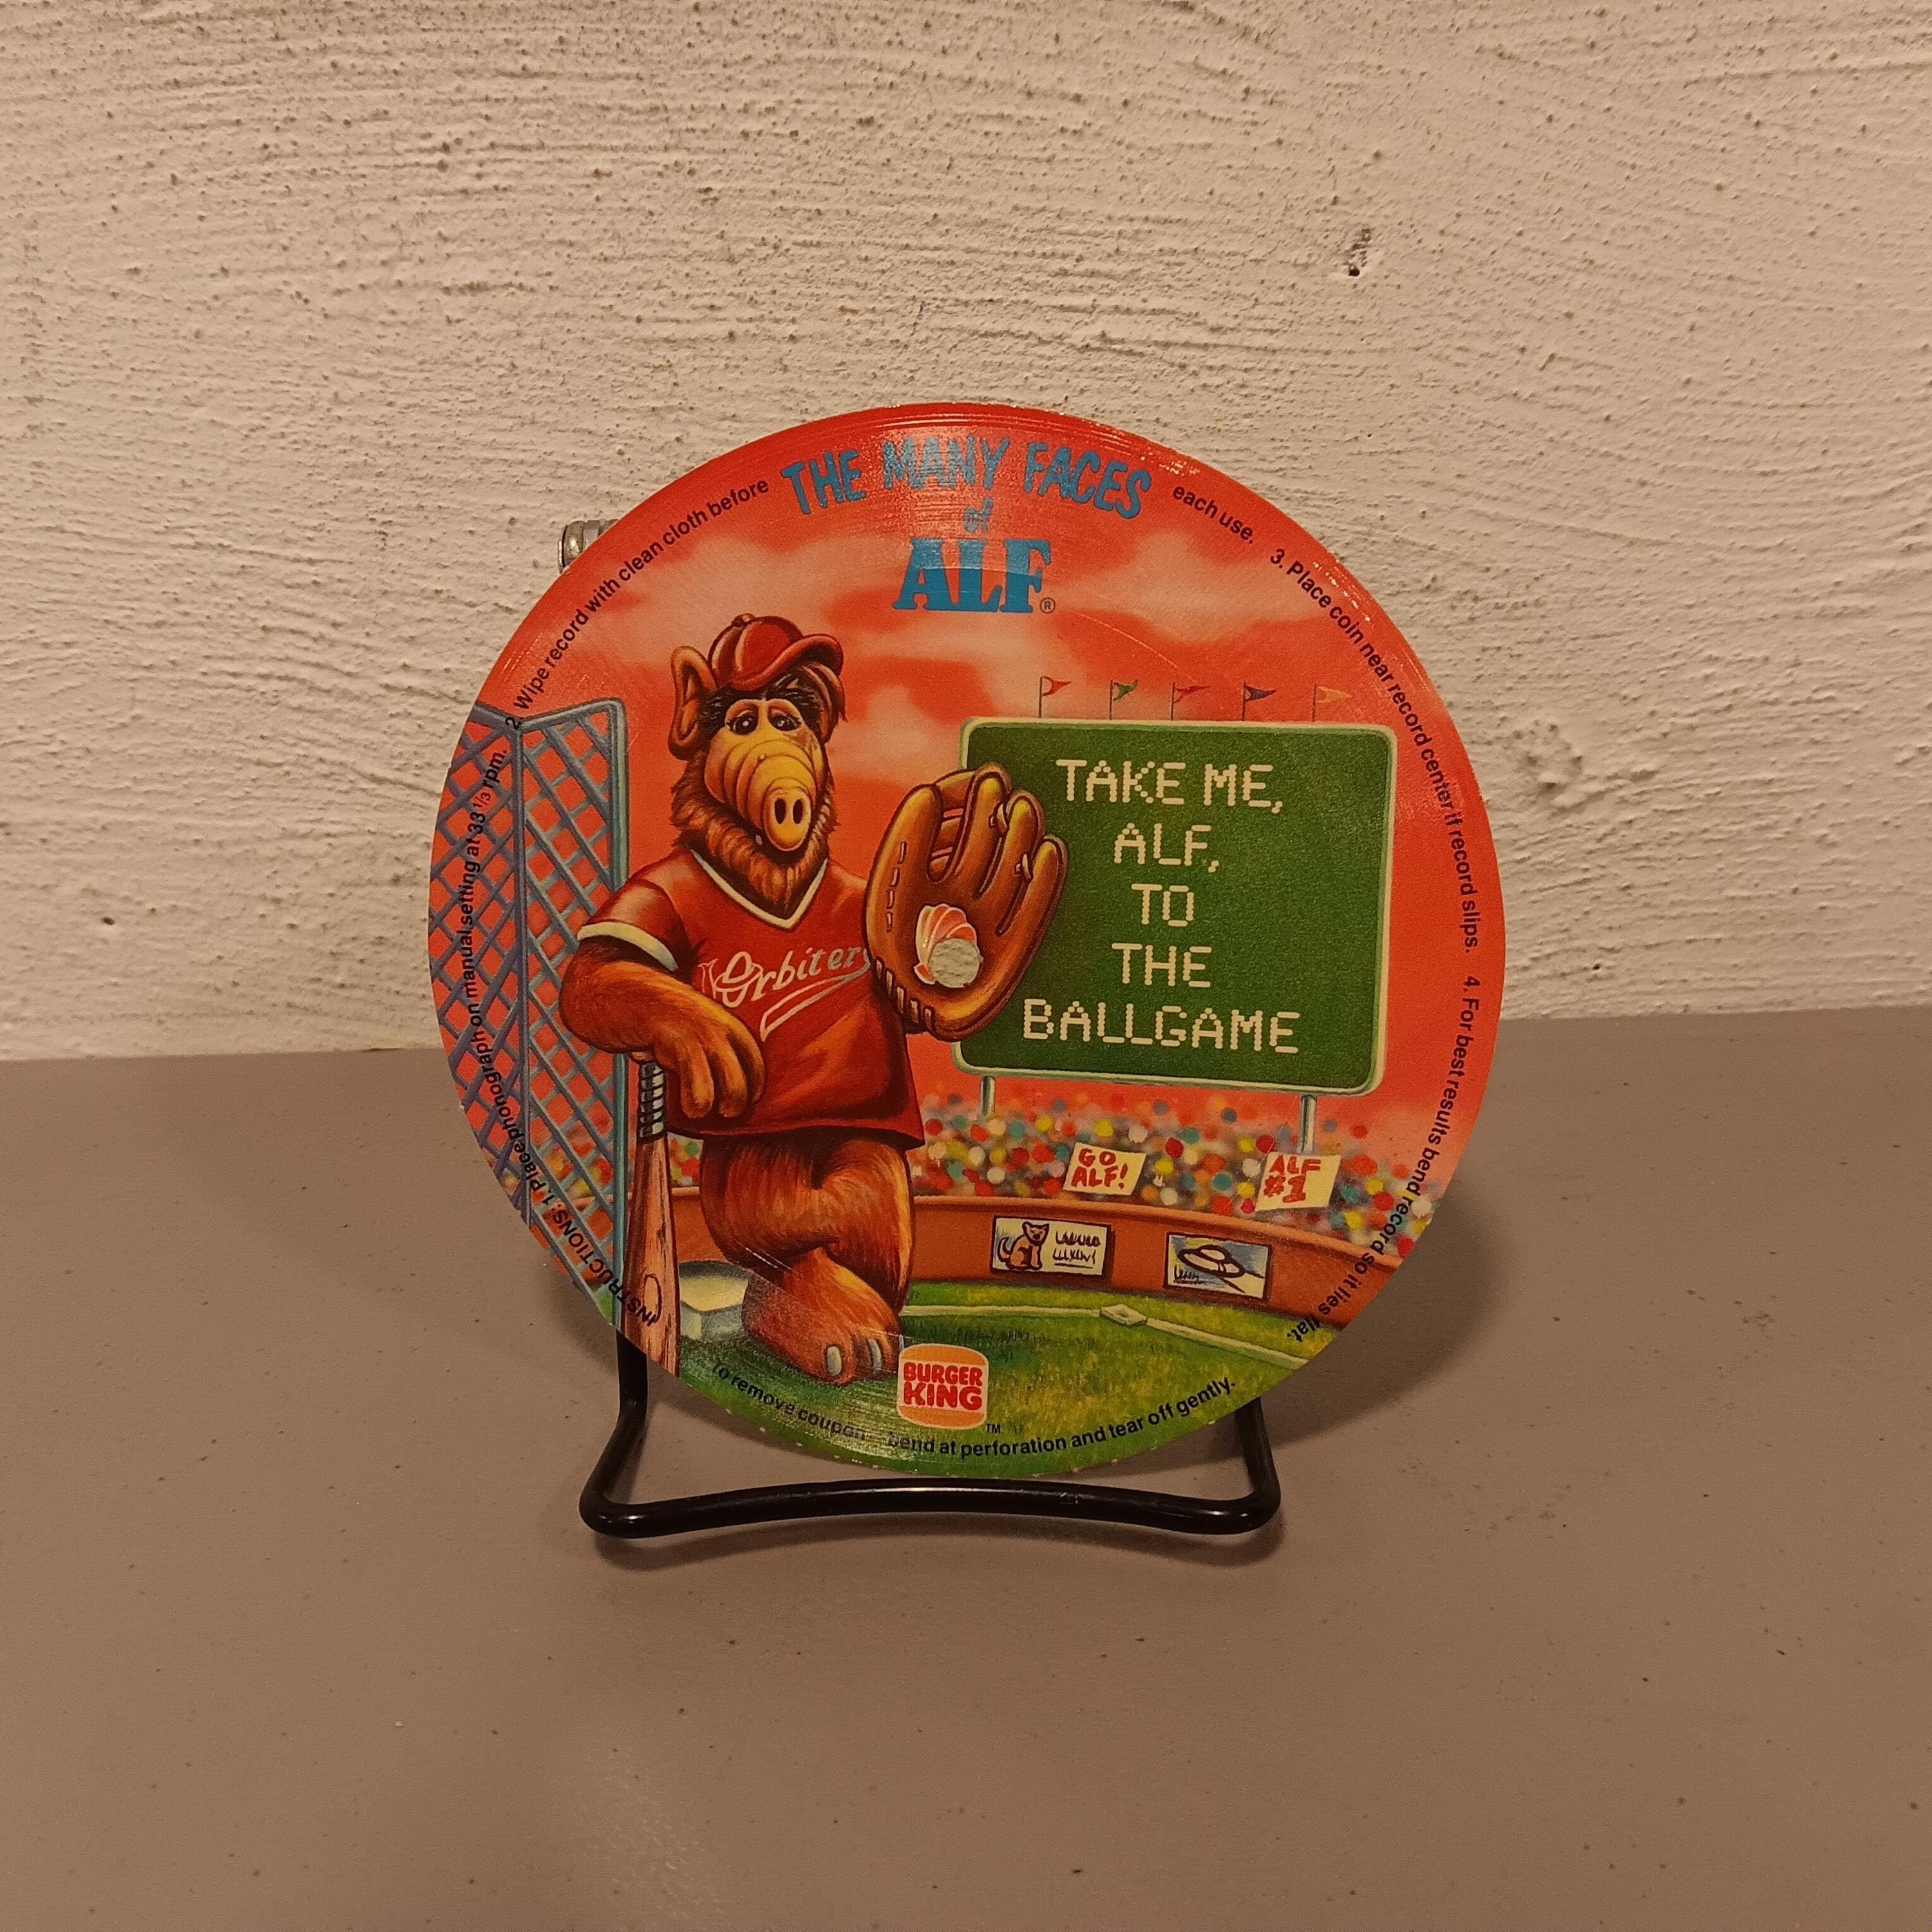 THE MANY FACES
of
ALF®
INSTRUCTIONS: 1. Place phonograph on manual setting at 33 1/3 rpm. 2. Wipe record with clean cloth before each use. 3. Place coin near record center if record slips. 4. For best results bend record so it lies flat.
TAKE ME,
ALF,
TO
THE
BALLGAME
Orbiters
GO
ALF!
ALF
#1
BURGER
KING
TM
To remove coupon bend at perforation and tear off gently.